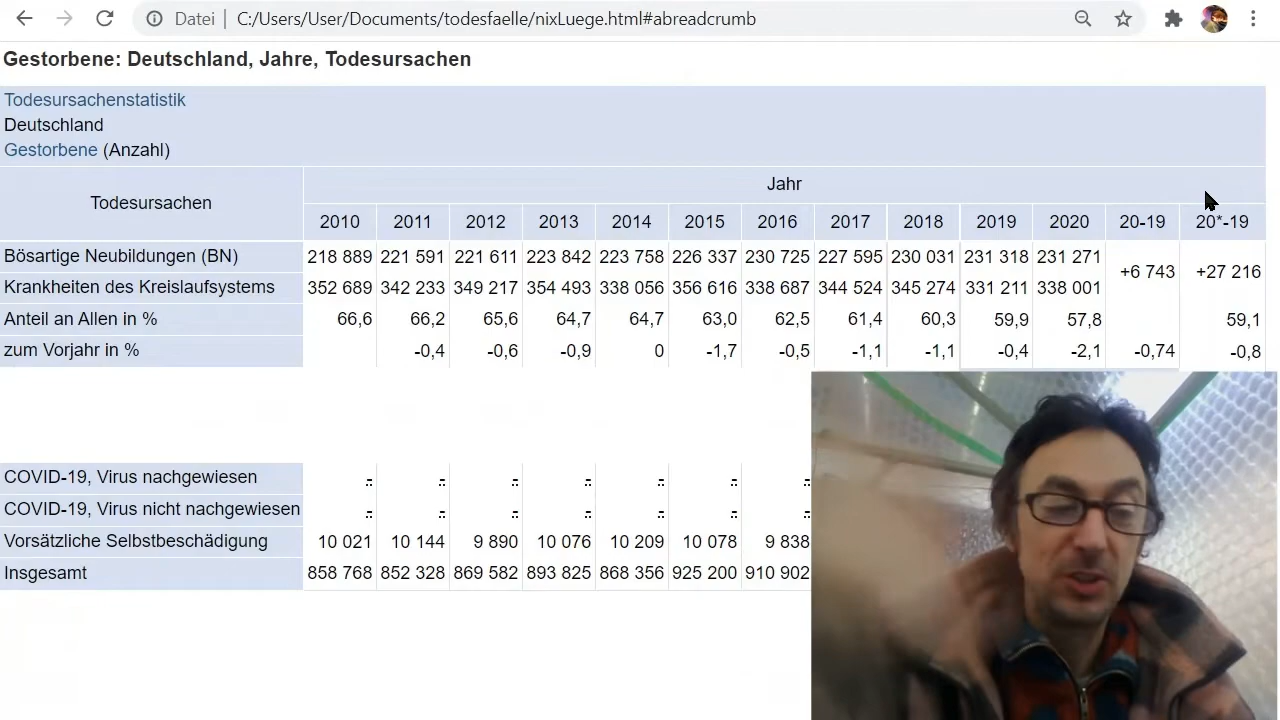 Datei C:/Users/User/Documents/todesfaelle/nixLuege.html#abreadcrumb
Gestorbene: Deutschland, Jahre, Todesursachen
Todesursachenstatistik
Deutschland
Gestorbene (Anzahl)
Todesursachen Jahr
2010 2011 2012 2013 2014 2015 2016 2017 2018 2019 2020 20-19 20*-19
Bösartige Neubildungen (BN) 218 889 221 591 221 611 223 842 223 758 226 337 230 725 227 595 230 031 231 318 231 271 +6 743 +27 216
Krankheiten des Kreislaufsystems 352 689 342 233 349 217 354 493 338 056 356 616 338 687 344 524 345 274 331 211 338 001
Anteil an Allen in % 66,6 66,2 65,6 64,7 64,7 63,0 62,5 61,4 60,3 59,9 57,8 59,1
zum Vorjahr in % -0,4 -0,6 -0,9 0 -1,7 -0,5 -1,1 -1,1 -0,4 -2,1 -0,74 -0,8
COVID-19, Virus nachgewiesen - - - - - - -
COVID-19, Virus nicht nachgewiesen - - - - - - -
Vorsätzliche Selbstbeschädigung 10 021 10 144 9 890 10 076 10 209 10 078 9 838
Insgesamt 858 768 852 328 869 582 893 825 868 356 925 200 910 902